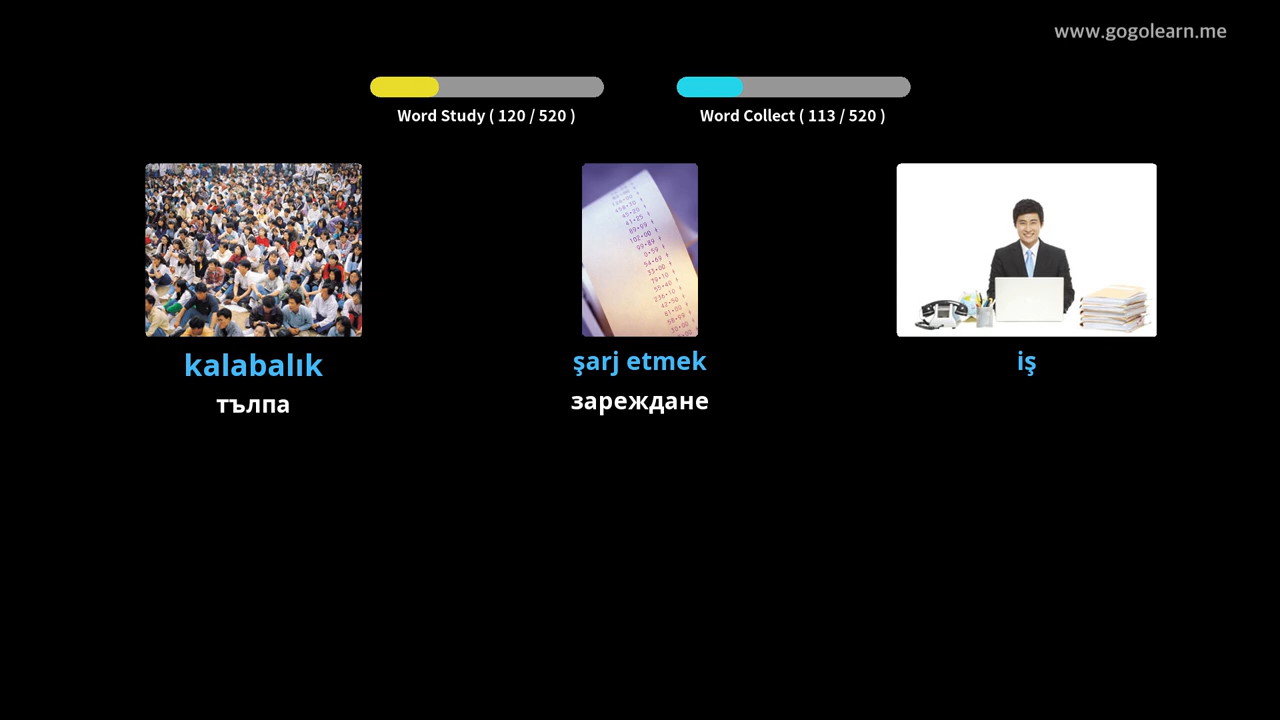 www.gogolearn.me
Word Study ( 120 / 520 )
Word Collect ( 113 / 520 )
kalabalık
тълпа
şarj etmek
зареждане
iş